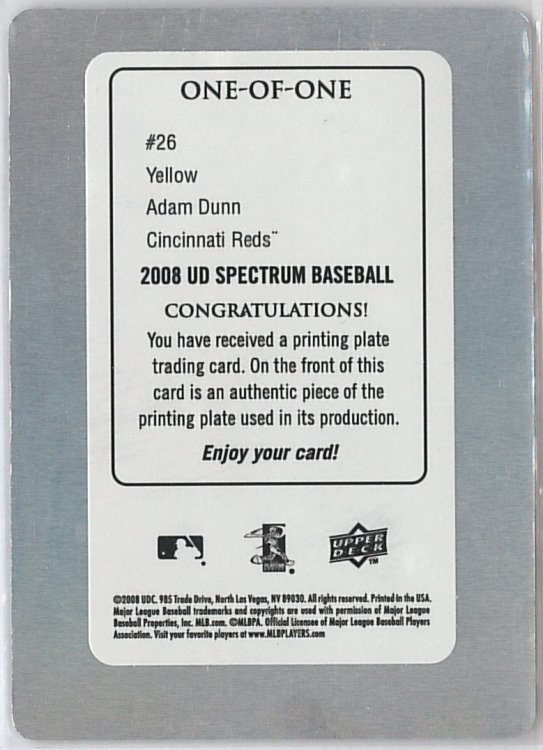 ONE-OF-ONE
#26
Yellow
Adam Dunn
Cincinnati Reds™
2008 UD SPECTRUM BASEBALL
CONGRATULATIONS!
You have received a printing plate
trading card. On the front of this
card is an authentic piece of the
printing plate used in its production.
Enjoy your card!
UPPER
DECK
TM
©2008 UDC. 985 Trade Drive, North Las Vegas, NV 89030. All rights reserved. Printed in the USA.
Major League Baseball trademarks and copyrights are used with permission of Major League
Baseball Properties, Inc. MLB.com. ©MLBPA. Official Licensee of Major League Baseball Players
Association. Visit your favorite players at www.MLBPLAYERS.com